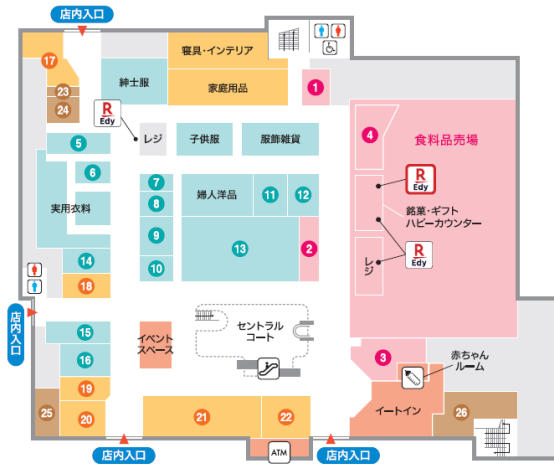 店内入口
寝具・インテリア
17
紳士服
家庭用品
1
23
24
R
Edy
4
食料品売場
5
レジ
子供服
服飾雑貨
6
7
婦人洋品
11
12
R
Edy
8
実用衣料
銘菓・ギフト
ハピーカウンター
9
13
2
14
10
レジ
R
Edy
18
店内入口
15
イベント
スペース
セントラル
コート
16
3
赤ちゃん
ルーム
19
25
20
21
22
イートイン
26
ATM
店内入口
店内入口